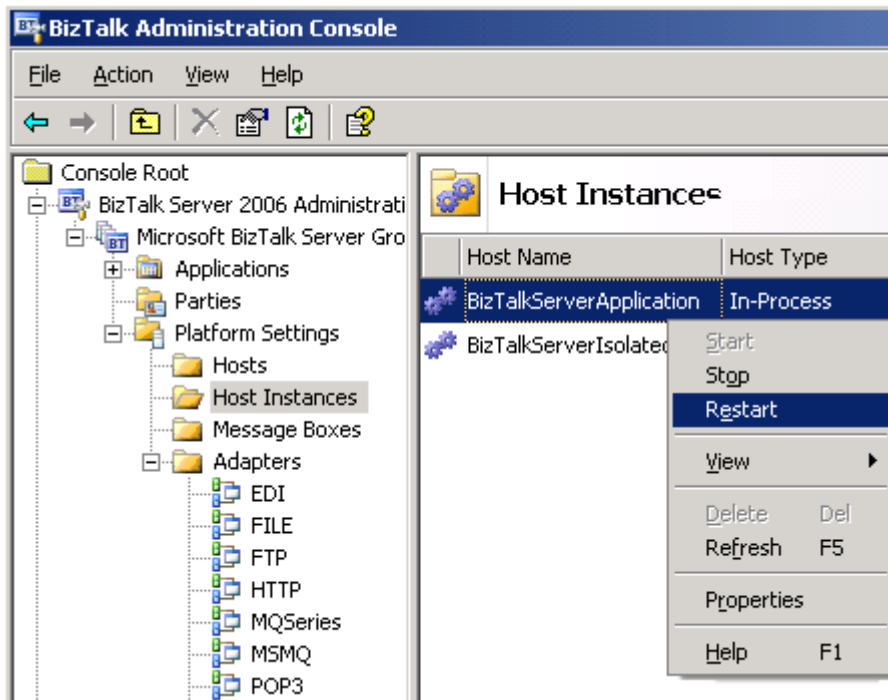 BizTalk Administration Console
File Action View Help
Console Root
BizTalk Server 2006 Administrati
Microsoft BizTalk Server Gro
Applications
Parties
Platform Settings
Hosts
Host Instances
Message Boxes
Adapters
EDI
FILE
FTP
HTTP
MQSeries
MSMQ
POP3
Host Instances
Host Name Host Type
BizTalkServerApplication In-Process
BizTalkServerIsolated
Start
Stop
Restart
View
Delete Del
Refresh F5
Properties
Help F1